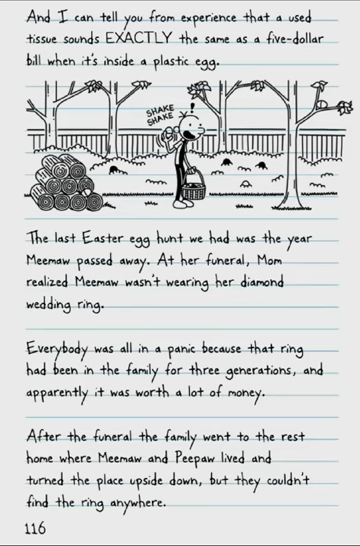 And I can tell you from experience that a used
tissue sounds EXACTLY the same as a five-dollar
bill when it's inside a plastic egg.
SHAKE
SHAKE
!
The last Easter egg hunt we had was the year
Meemaw passed away. At her funeral, Mom
realized Meemaw wasn't wearing her diamond
wedding ring.
Everybody was all in a panic because that ring
had been in the family for three generations, and
apparently it was worth a lot of money.
After the funeral the family went to the rest
home where Meemaw and Peepaw lived and
turned the place upside down, but they couldn't
find the ring anywhere.
116